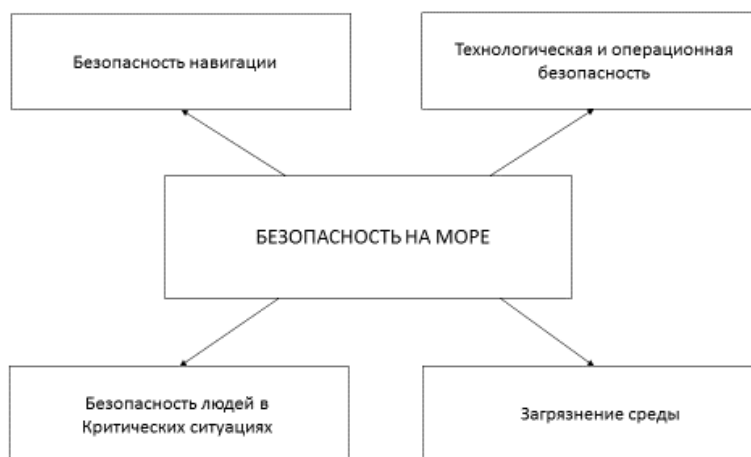 Безопасность навигации
Технологическая и операционная
безопасность
БЕЗОПАСНОСТЬ НА МОРЕ
Безопасность людей в
Критических ситуациях
Загрязнение среды